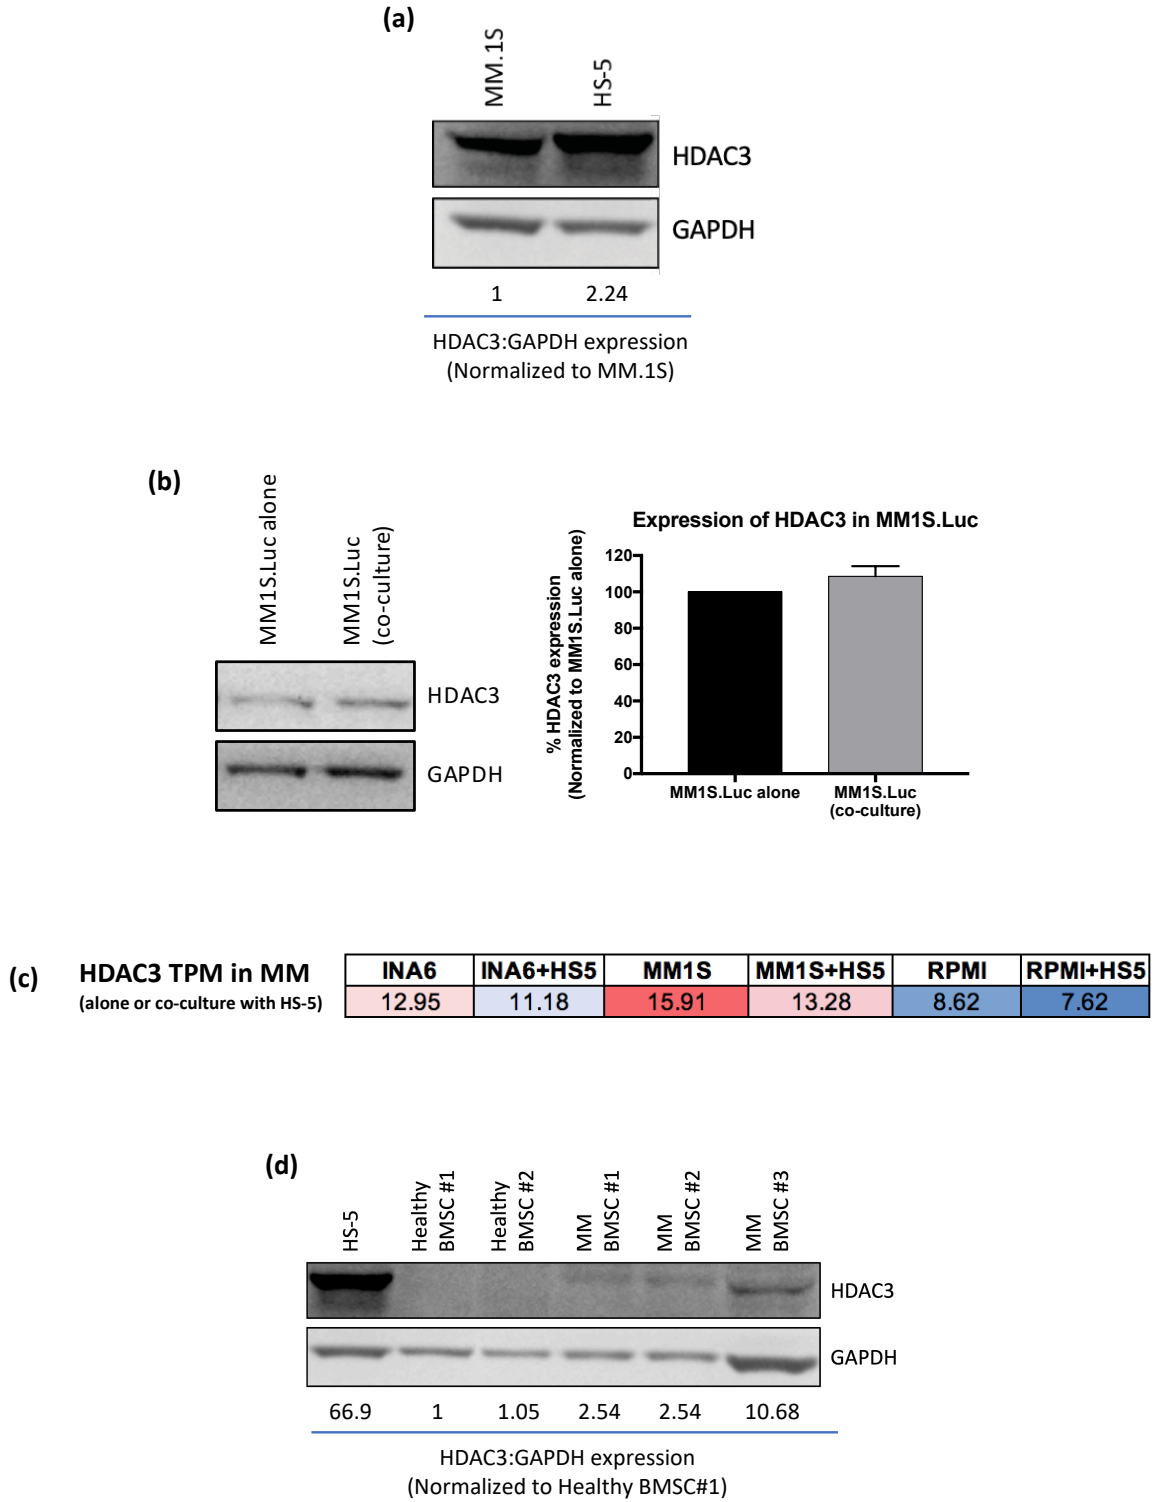 (a)
MM.1S
HS-5
HDAC3
GAPDH
1 2.24
HDAC3:GAPDH expression
(Normalized to MM.1S)
(b)
MM1S.Luc alone
MM1S.Luc
(co-culture)
HDAC3
GAPDH
Expression of HDAC3 in MM1S.Luc
% HDAC3 expression
(Normalized to MM1S.Luc alone)
120
100
80
60
40
20
0
MM1S.Luc alone
MM1S.Luc
(co-culture)
(c)
HDAC3 TPM in MM
(alone or co-culture with HS-5)
INA6 INA6+HS5 MM1S MM1S+HS5 RPMI RPMI+HS5
12.95 11.18 15.91 13.28 8.62 7.62
(d)
HS-5
Healthy
BMSC #1
Healthy
BMSC #2
MM
BMSC #1
MM
BMSC #2
MM
BMSC #3
HDAC3
GAPDH
66.9 1 1.05 2.54 2.54 10.68
HDAC3:GAPDH expression
(Normalized to Healthy BMSC#1)